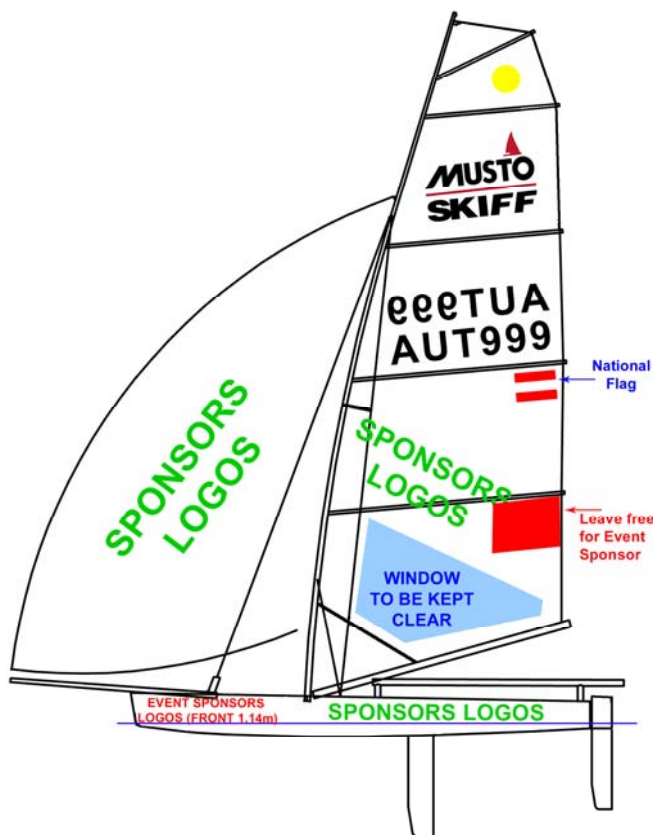 MUSTO
SKIFF
AUT999
AUT999
National
Flag
SPONSORS
LOGOS
SPONSORS
LOGOS
Leave free
for Event
Sponsor
WINDOW
TO BE KEPT
CLEAR
EVENT SPONSORS
LOGOS (FRONT 1.14m)
SPONSORS LOGOS